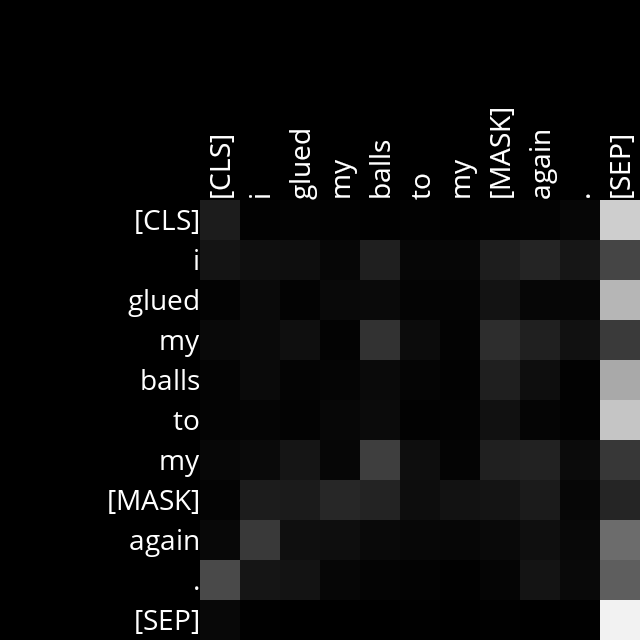 [CLS] i glued my balls to my [MASK] again . [SEP]
[CLS]
i
glued
my
balls
to
my
[MASK]
again
.
[SEP]